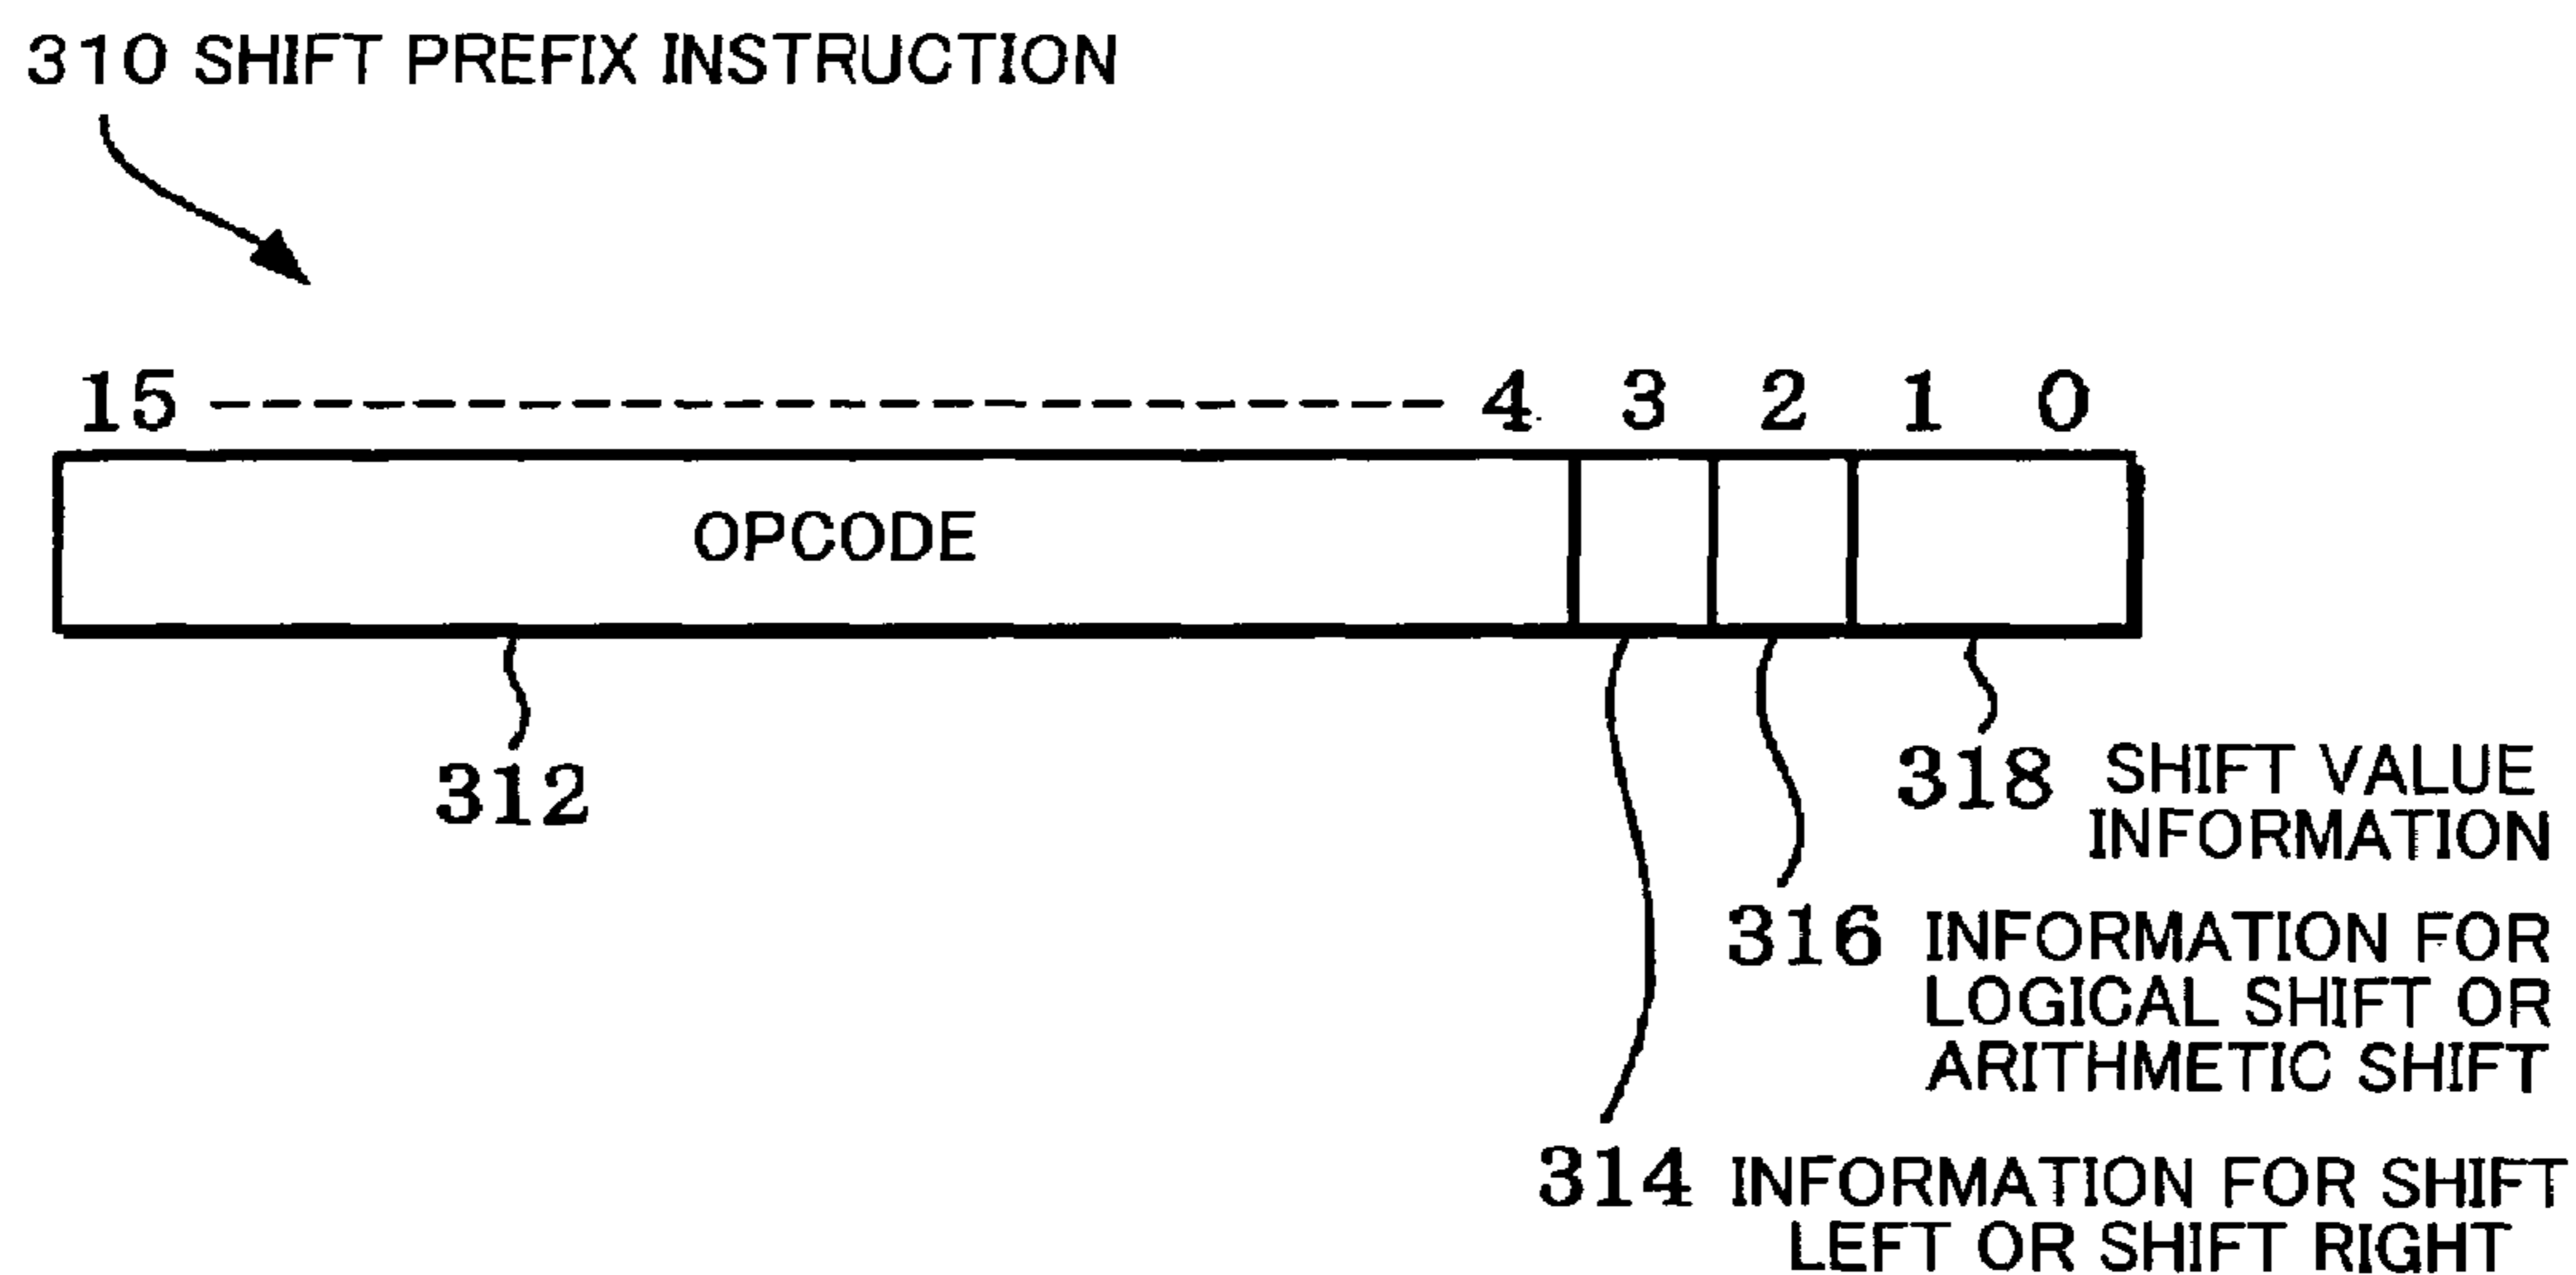 310 SHIFT PREFIX INSTRUCTION
15 4 3 2 1 0
OPCODE
312
318 SHIFT VALUE
INFORMATION
316 INFORMATION FOR
LOGICAL SHIFT OR
ARITHMETIC SHIFT
314 INFORMATION FOR SHIFT
LEFT OR SHIFT RIGHT